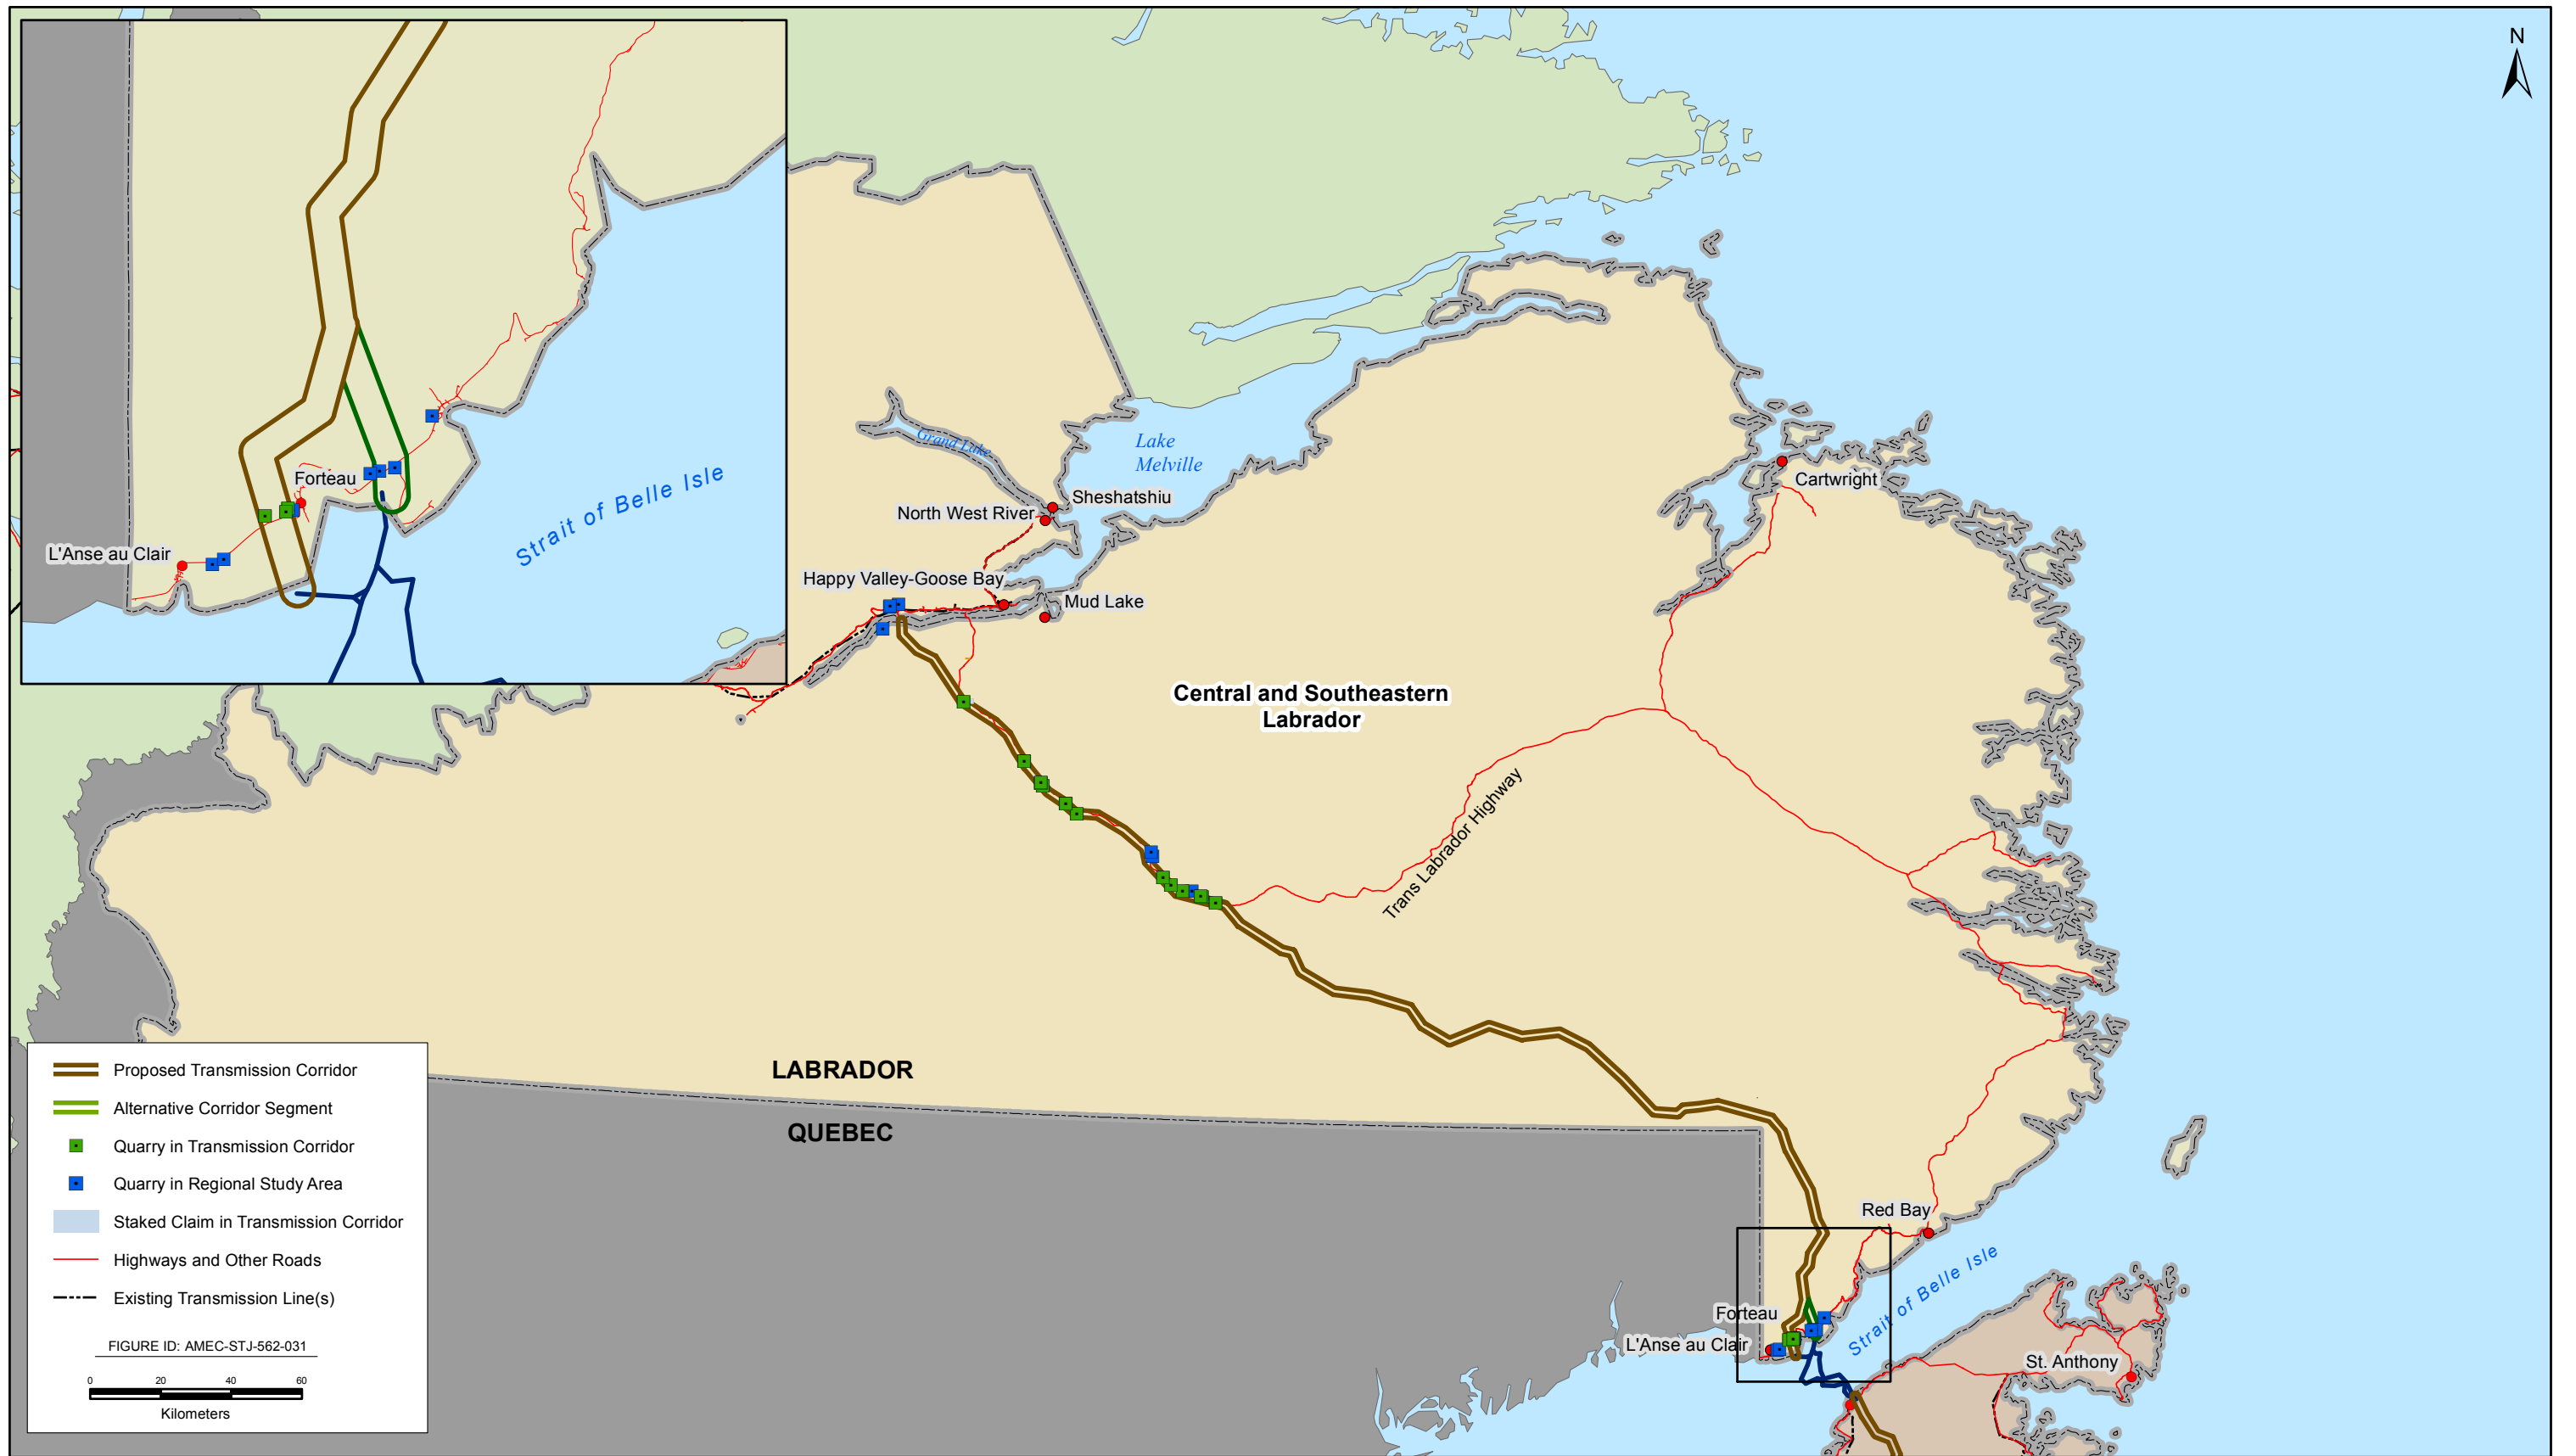 N
Forteau
L'Anse au Clair
Strait of Belle Isle
Grand Lake
Lake
Melville
Sheshatshiu
North West River
Happy Valley-Goose Bay
Mud Lake
Cartwright
Central and Southeastern
Labrador
Trans Labrador Highway
LABRADOR
QUEBEC
Red Bay
Strait of Belle Isle
Forteau
L'Anse au Clair
St. Anthony
Proposed Transmission Corridor
Alternative Corridor Segment
Quarry in Transmission Corridor
Quarry in Regional Study Area
Staked Claim in Transmission Corridor
Highways and Other Roads
Existing Transmission Line(s)
FIGURE ID: AMEC-STJ-562-031
0 20 40 60
Kilometers